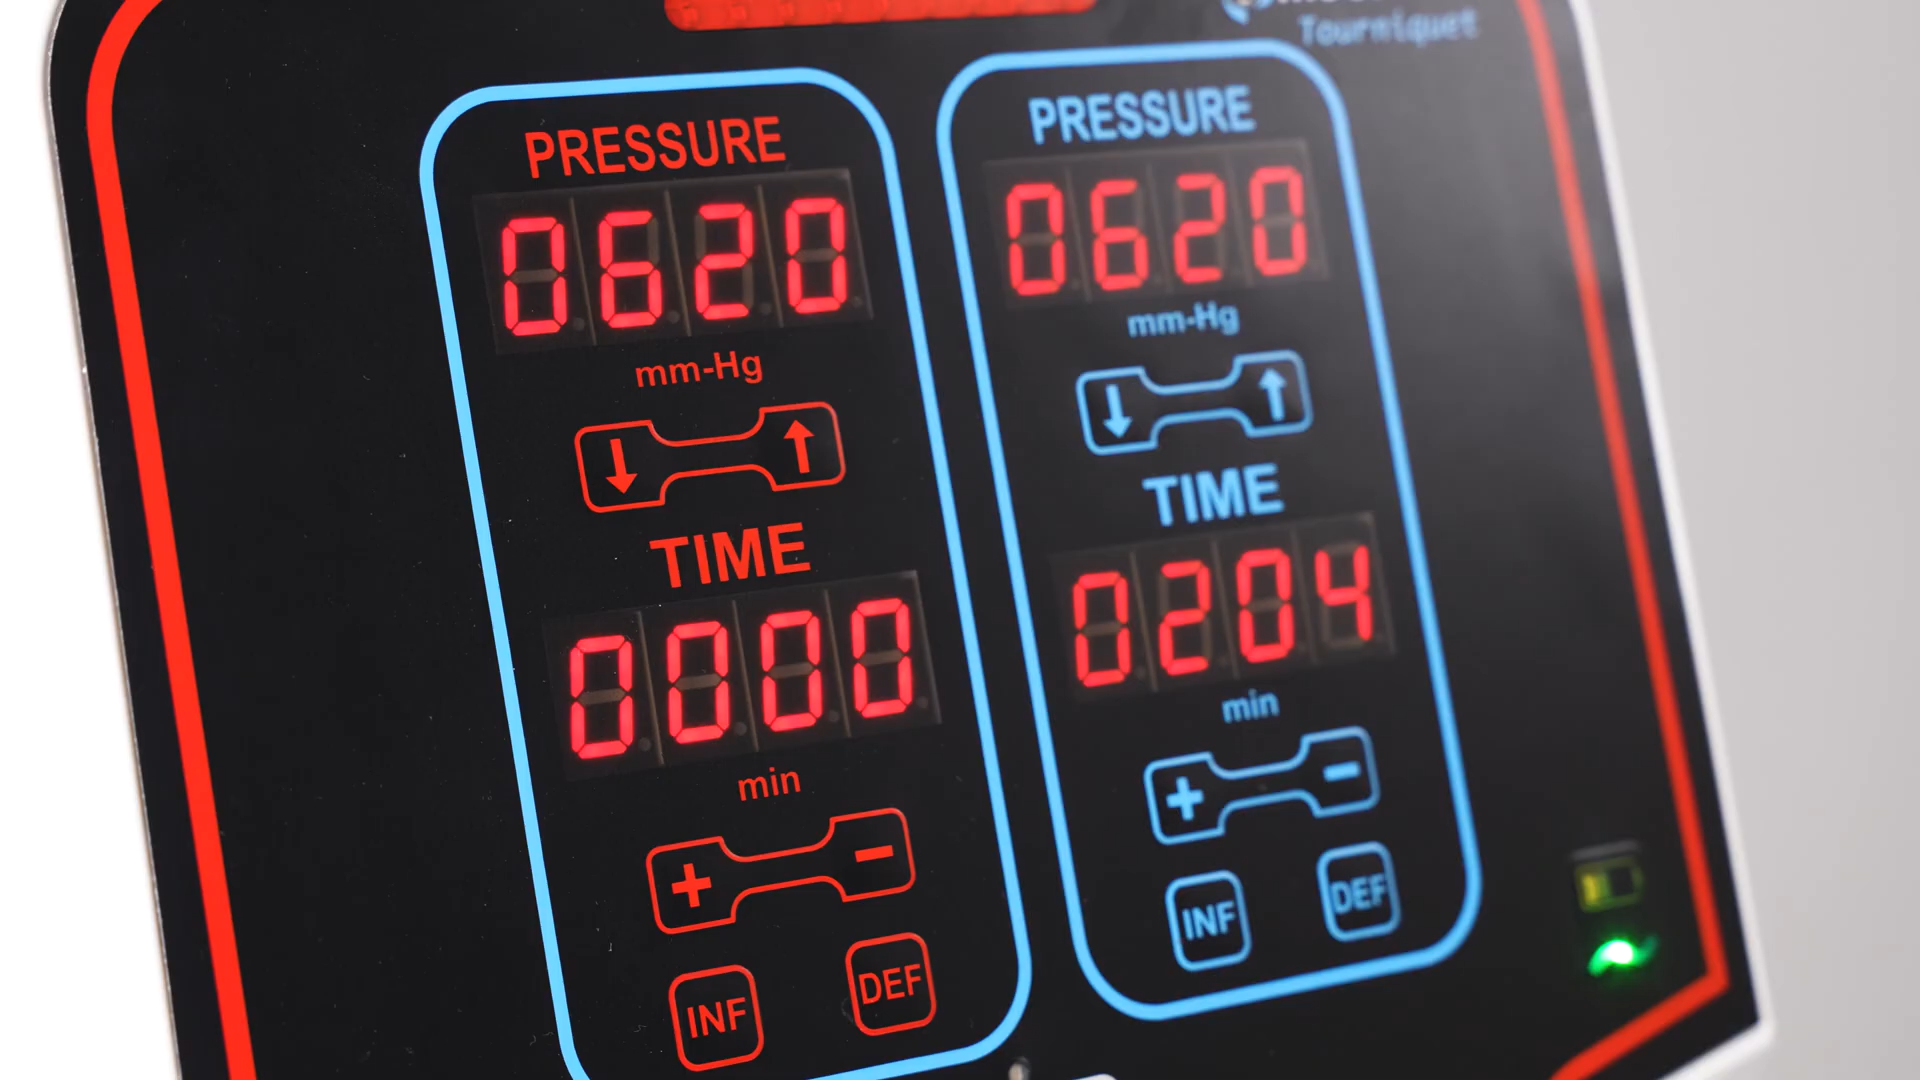 Tourniquet
PRESSURE
0620
mm-Hg
↓ ↑
TIME
0000
min
+ −
INF DEF
PRESSURE
0620
mm-Hg
↓ ↑
TIME
0204
min
+ −
INF DEF